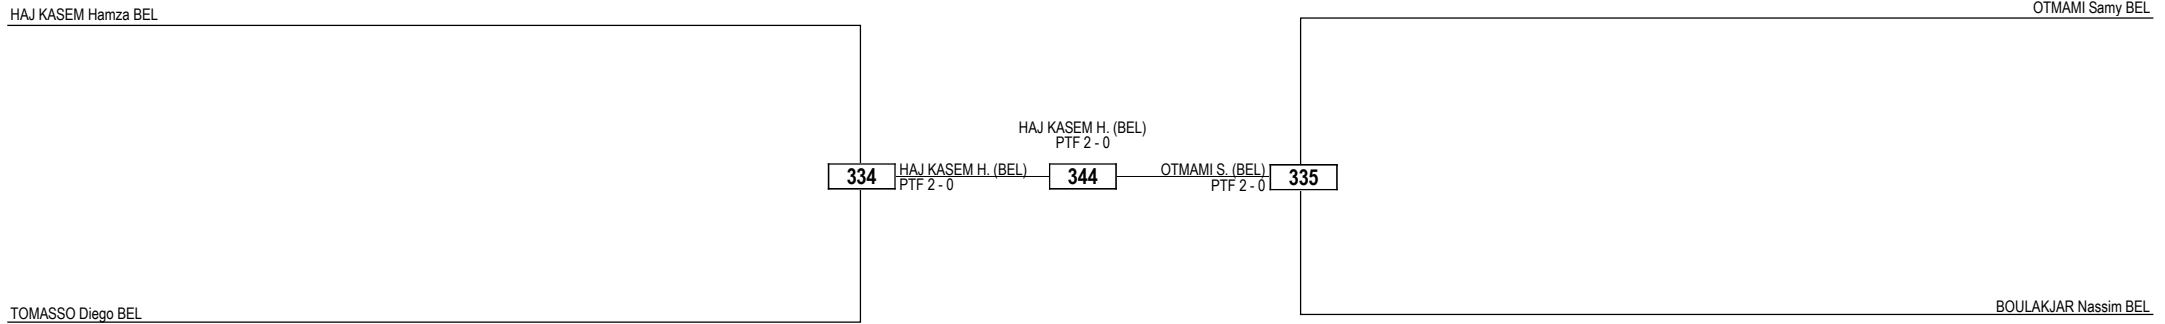 HAJ KASEM Hamza BEL
OTMAMI Samy BEL
HAJ KASEM H. (BEL)
PTF 2 - 0
334
HAJ KASEM H. (BEL)
PTF 2 - 0
344
OTMAMI S. (BEL)
PTF 2 - 0
335
TOMASSO Diego BEL
BOULAKJAR Nassim BEL